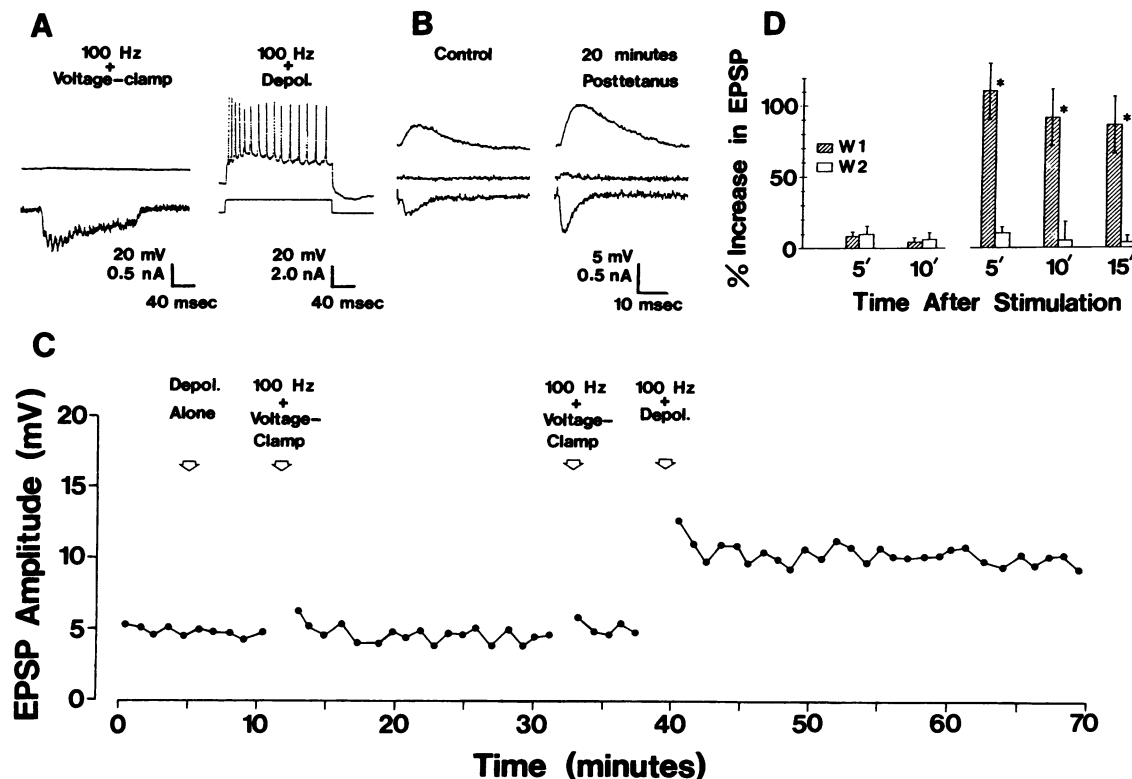 A
100 Hz
+
Voltage-clamp
100 Hz
+
Depol.
20 mV
0.5 nA
40 msec
20 mV
2.0 nA
40 msec
B
Control
20 minutes
Posttetanus
5 mV
0.5 nA
10 msec
D
% Increase in EPSP
100
50
0
W1
W2
*
*
*
5′
10′
5′
10′
15′
Time After Stimulation
C
EPSP Amplitude (mV)
20
15
10
5
0
Depol.
Alone
100 Hz
+
Voltage-
Clamp
100 Hz
+
Voltage-
Clamp
100 Hz
+
Depol.
0
10
20
30
40
50
60
70
Time (minutes)